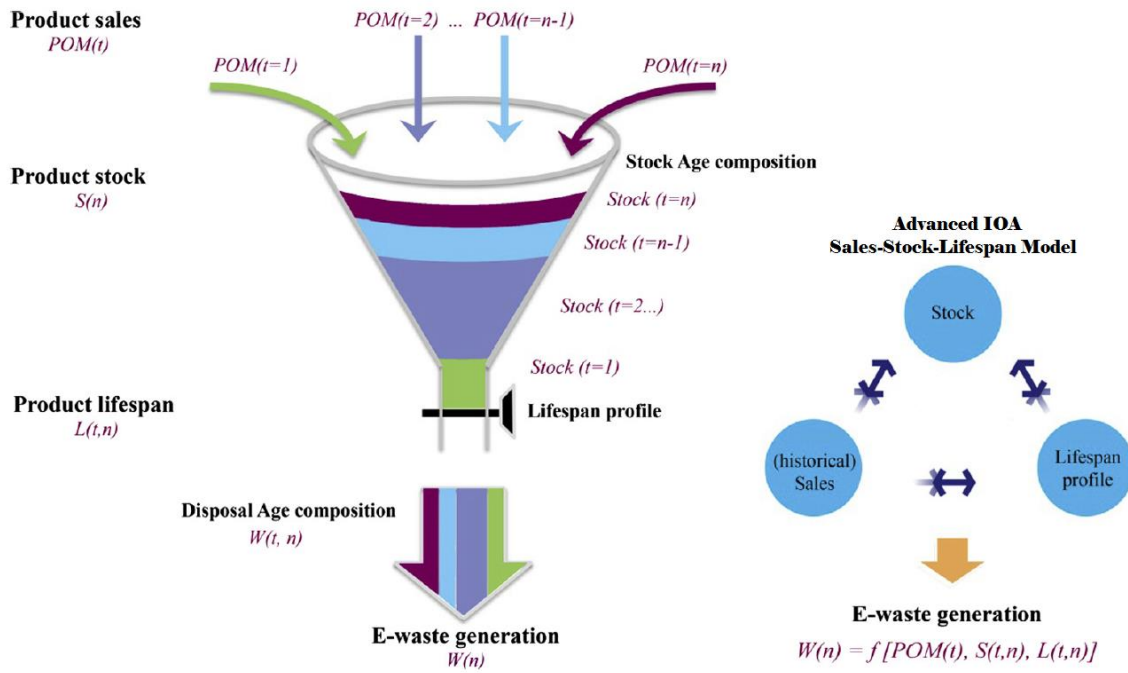 Product sales
POM(t)
POM(t=1)
POM(t=2) ... POM(t=n-1)
POM(t=n)
Product stock
S(n)
Stock Age composition
Stock (t=n)
Stock (t=n-1)
Stock (t=2...)
Stock (t=1)
Product lifespan
L(t,n)
Lifespan profile
Disposal Age composition
W(t, n)
E-waste generation
W(n)
Advanced IOA
Sales-Stock-Lifespan Model
Stock
(historical)
Sales
Lifespan
profile
E-waste generation
W(n) = f [POM(t), S(t,n), L(t,n)]